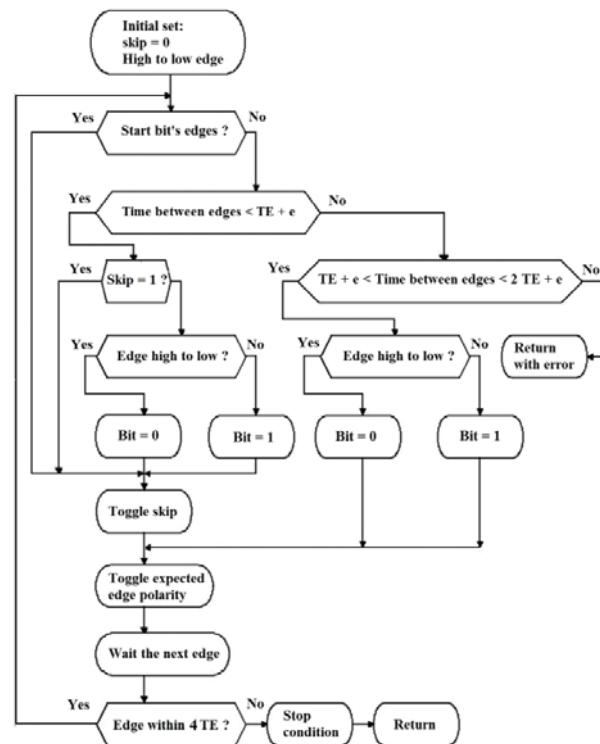 Initial set:
skip = 0
High to low edge
Yes
Start bit's edges ?
No
Yes
Time between edges < TE + e
No
Yes
Skip = 1 ?
Yes
TE + e < Time between edges < 2 TE + e
No
Yes
Edge high to low ?
No
Yes
Edge high to low ?
No
Return
with error
Bit = 0
Bit = 1
Bit = 0
Bit = 1
Toggle skip
Toggle expected
edge polarity
Wait the next edge
Yes
Edge within 4 TE ?
No
Stop
condition
Return